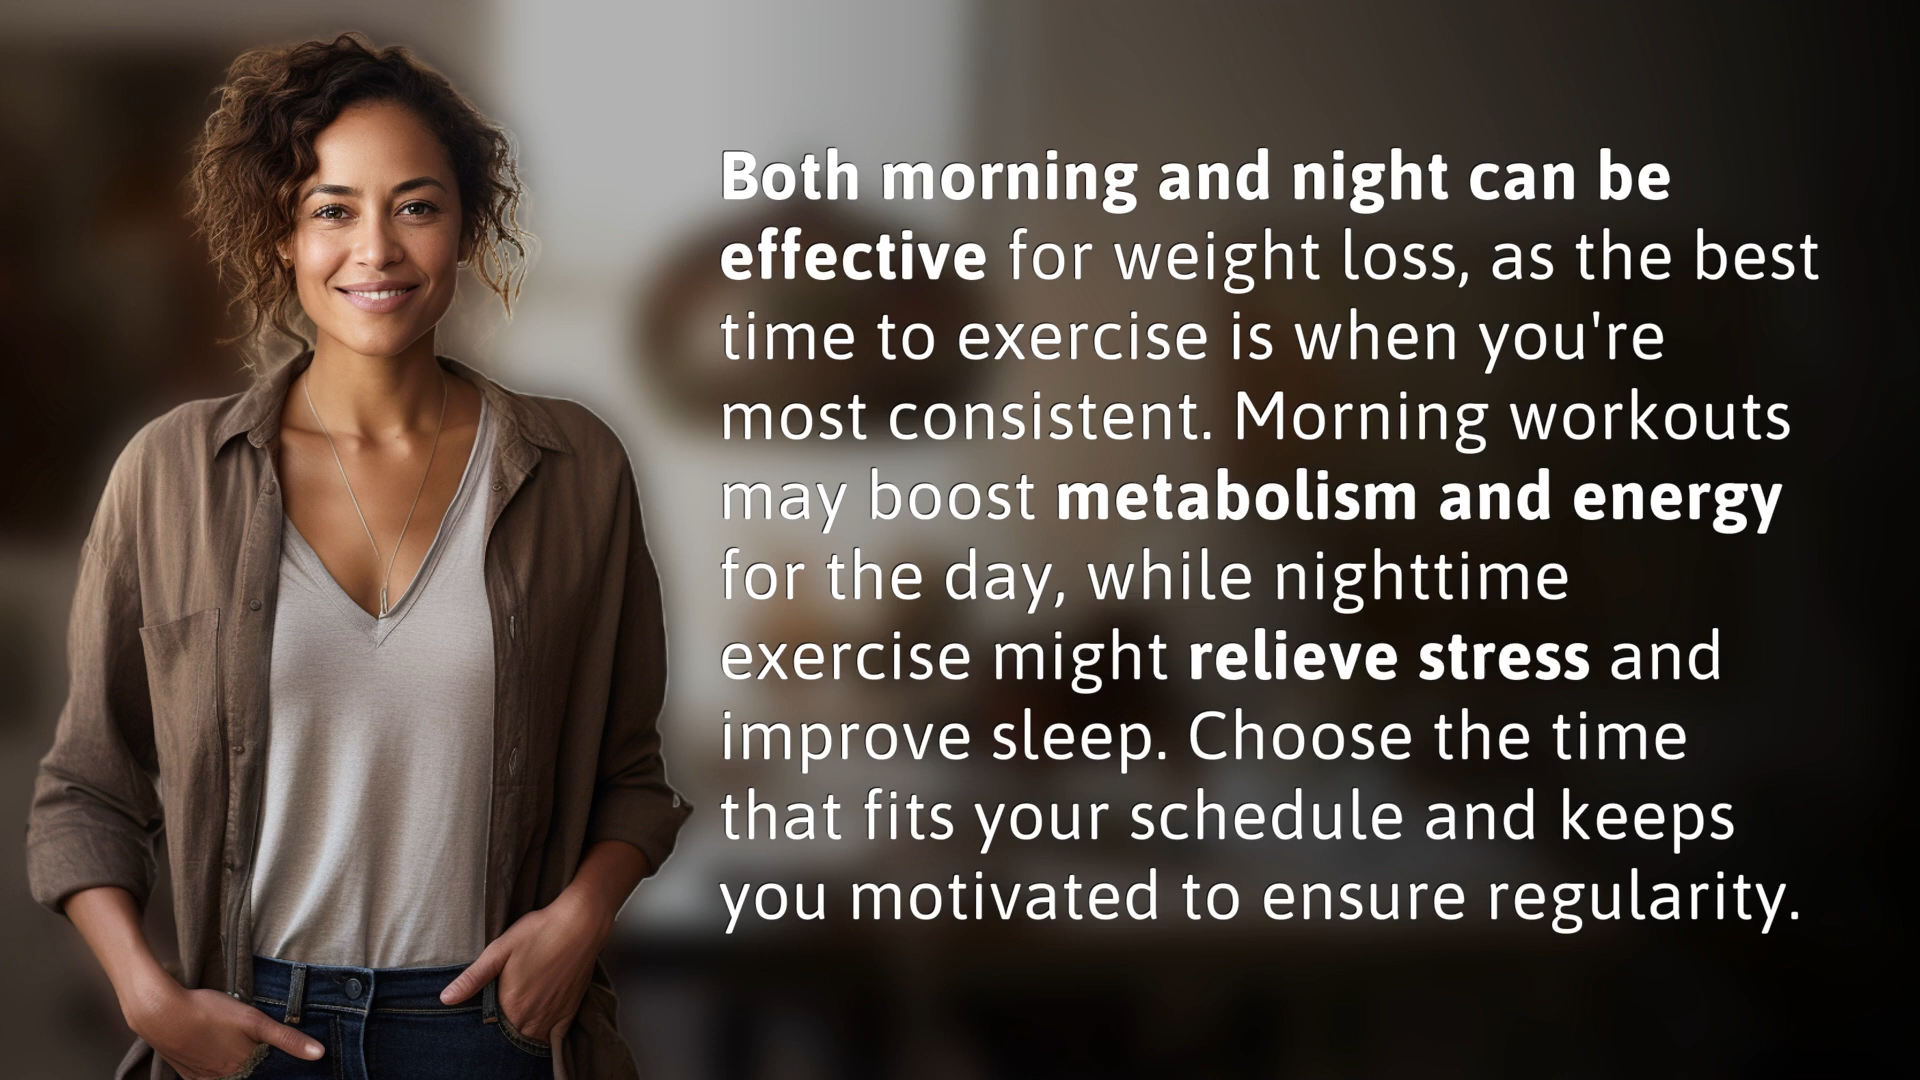 Both morning and night can be
effective for weight loss, as the best
time to exercise is when you're
most consistent. Morning workouts
may boost metabolism and energy
for the day, while nighttime
exercise might relieve stress and
improve sleep. Choose the time
that fits your schedule and keeps
you motivated to ensure regularity.